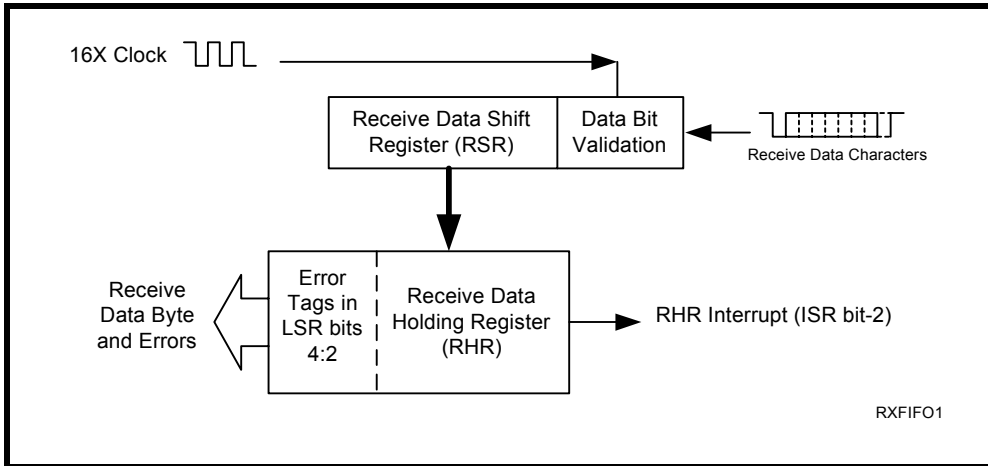 16X Clock
Receive Data Shift
Register (RSR)
Data Bit
Validation
Receive Data Characters
Receive
Data Byte
and Errors
Error
Tags in
LSR bits
4:2
Receive Data
Holding Register
(RHR)
RHR Interrupt (ISR bit-2)
RXFIFO1